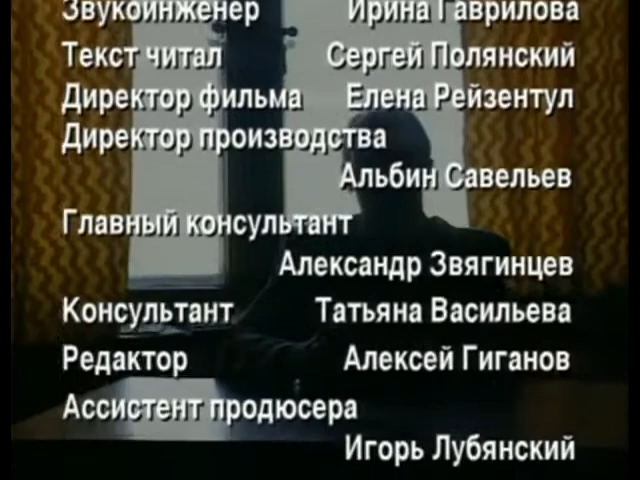 Звукоинженер Ирина Гаврилова
Текст читал Сергей Полянский
Директор фильма Елена Рейзентул
Директор производства
Альбин Савельев
Главный консультант
Александр Звягинцев
Консультант Татьяна Васильева
Редактор Алексей Гиганов
Ассистент продюсера
Игорь Лубянский